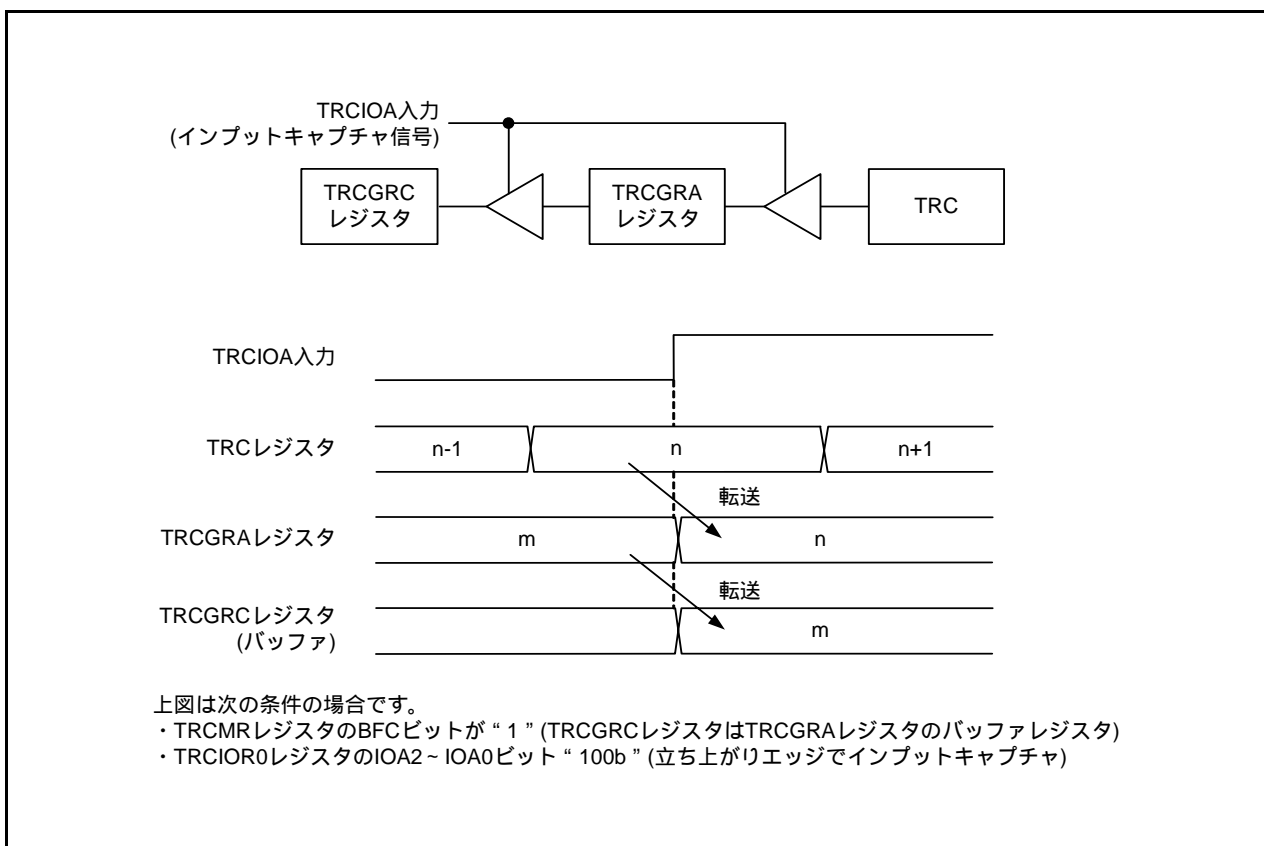 TRCIOA入力
(インプットキャプチャ信号)
TRCGRC
レジスタ
TRCGRA
レジスタ
TRC
TRCIOA入力
TRCレジスタ
n-1
n
n+1
転送
TRCGRAレジスタ
m
n
転送
TRCGRCレジスタ
(バッファ)
m
上図は次の条件の場合です。
・TRCMRレジスタのBFCビットが“1”(TRCGRCレジスタはTRCGRAレジスタのバッファレジスタ)
・TRCIOR0レジスタのIOA2~IOA0ビット“100b”(立ち上がりエッジでインプットキャプチャ)